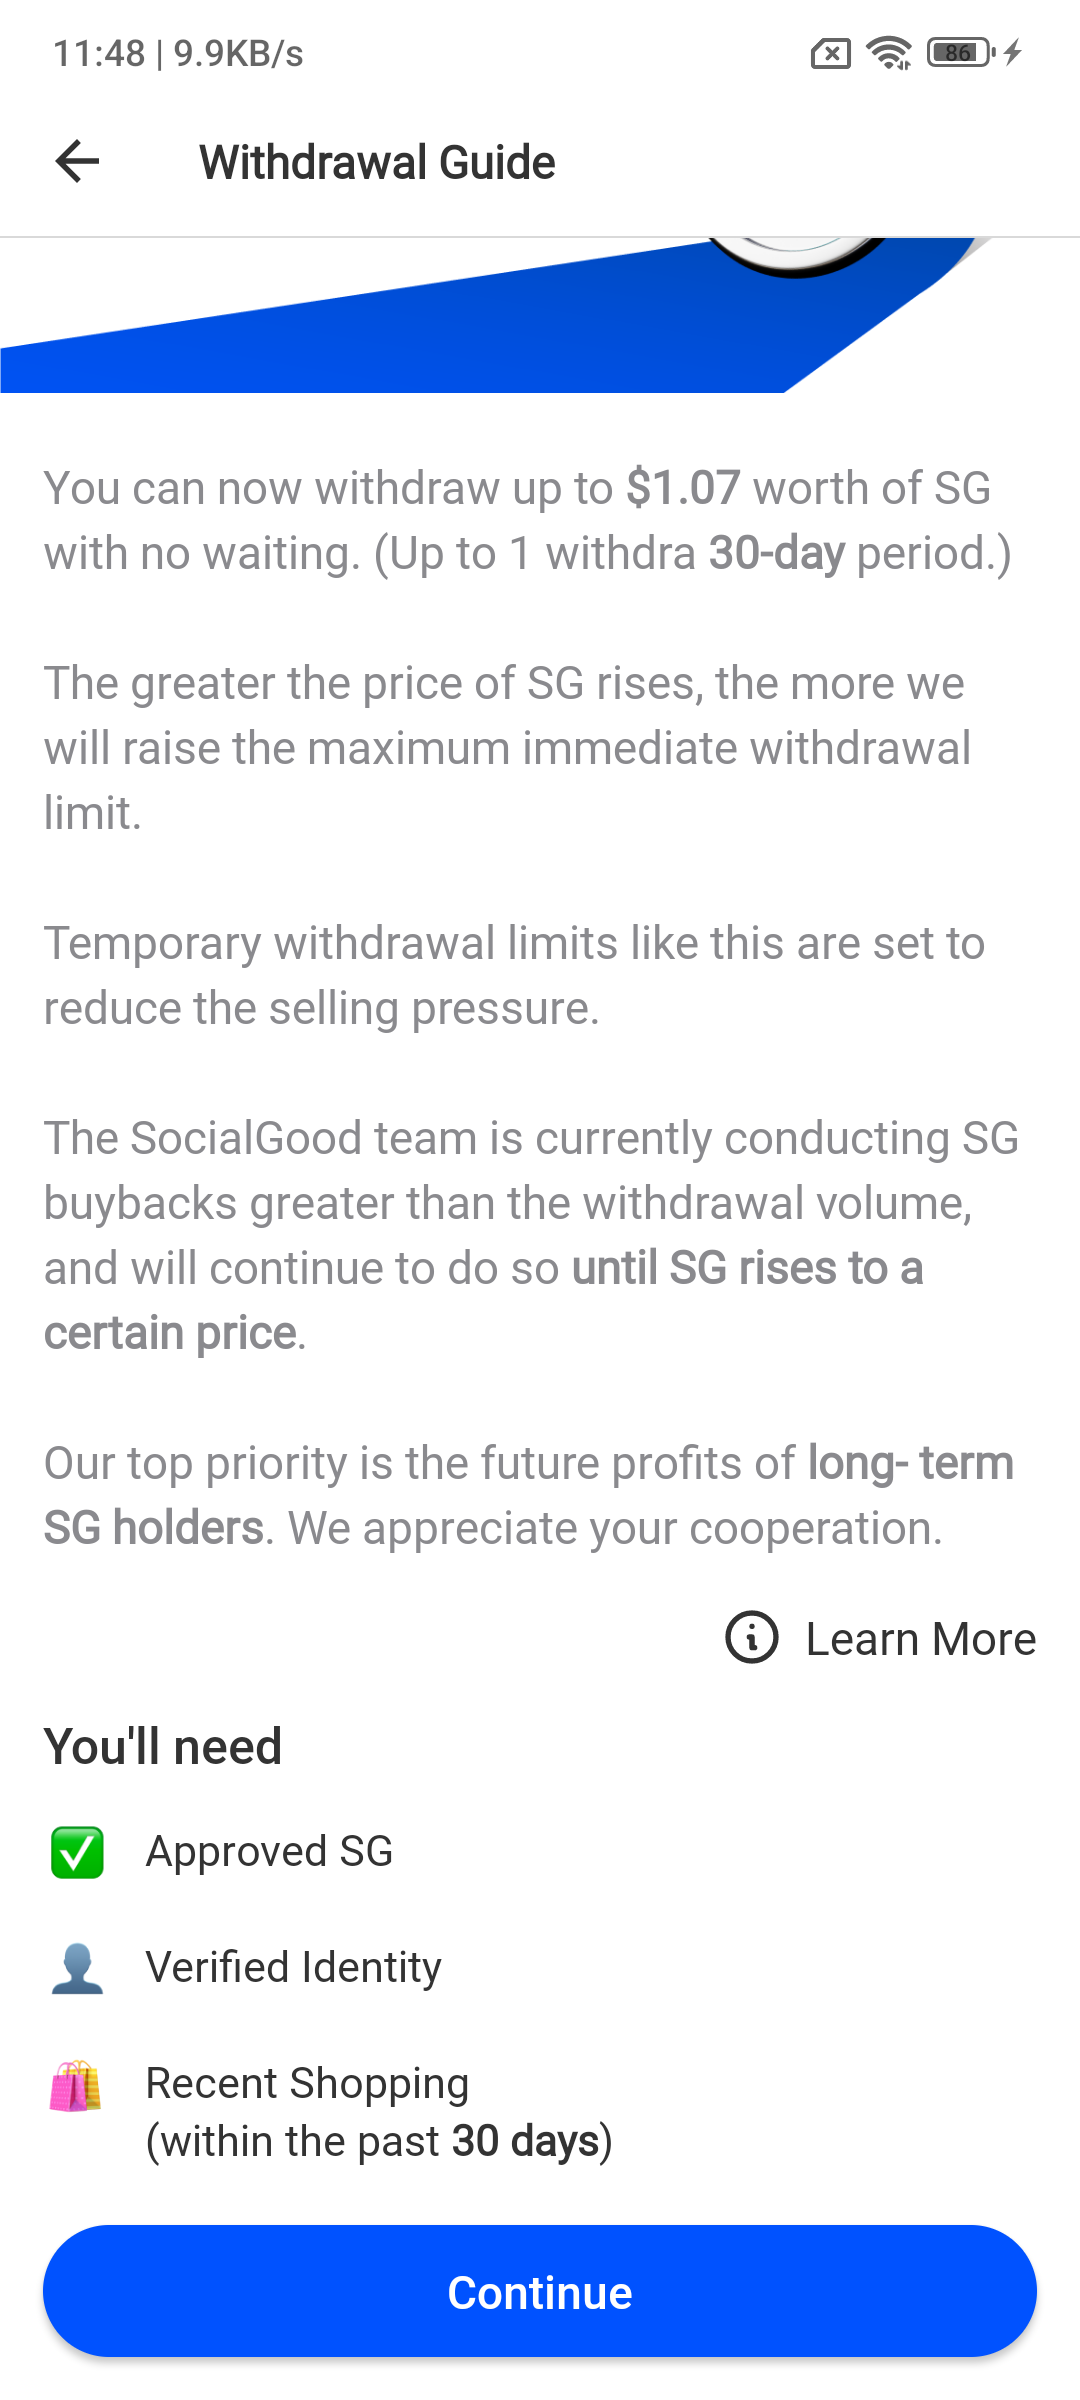 11:48 | 9.9KB/s
86
Withdrawal Guide
You can now withdraw up to $1.07 worth of SG
with no waiting. (Up to 1 withdra 30-day period.)
The greater the price of SG rises, the more we
will raise the maximum immediate withdrawal
limit.
Temporary withdrawal limits like this are set to
reduce the selling pressure.
The SocialGood team is currently conducting SG
buybacks greater than the withdrawal volume,
and will continue to do so until SG rises to a
certain price.
Our top priority is the future profits of long- term
SG holders. We appreciate your cooperation.
Learn More
You'll need
Approved SG
Verified Identity
Recent Shopping
(within the past 30 days)
Continue